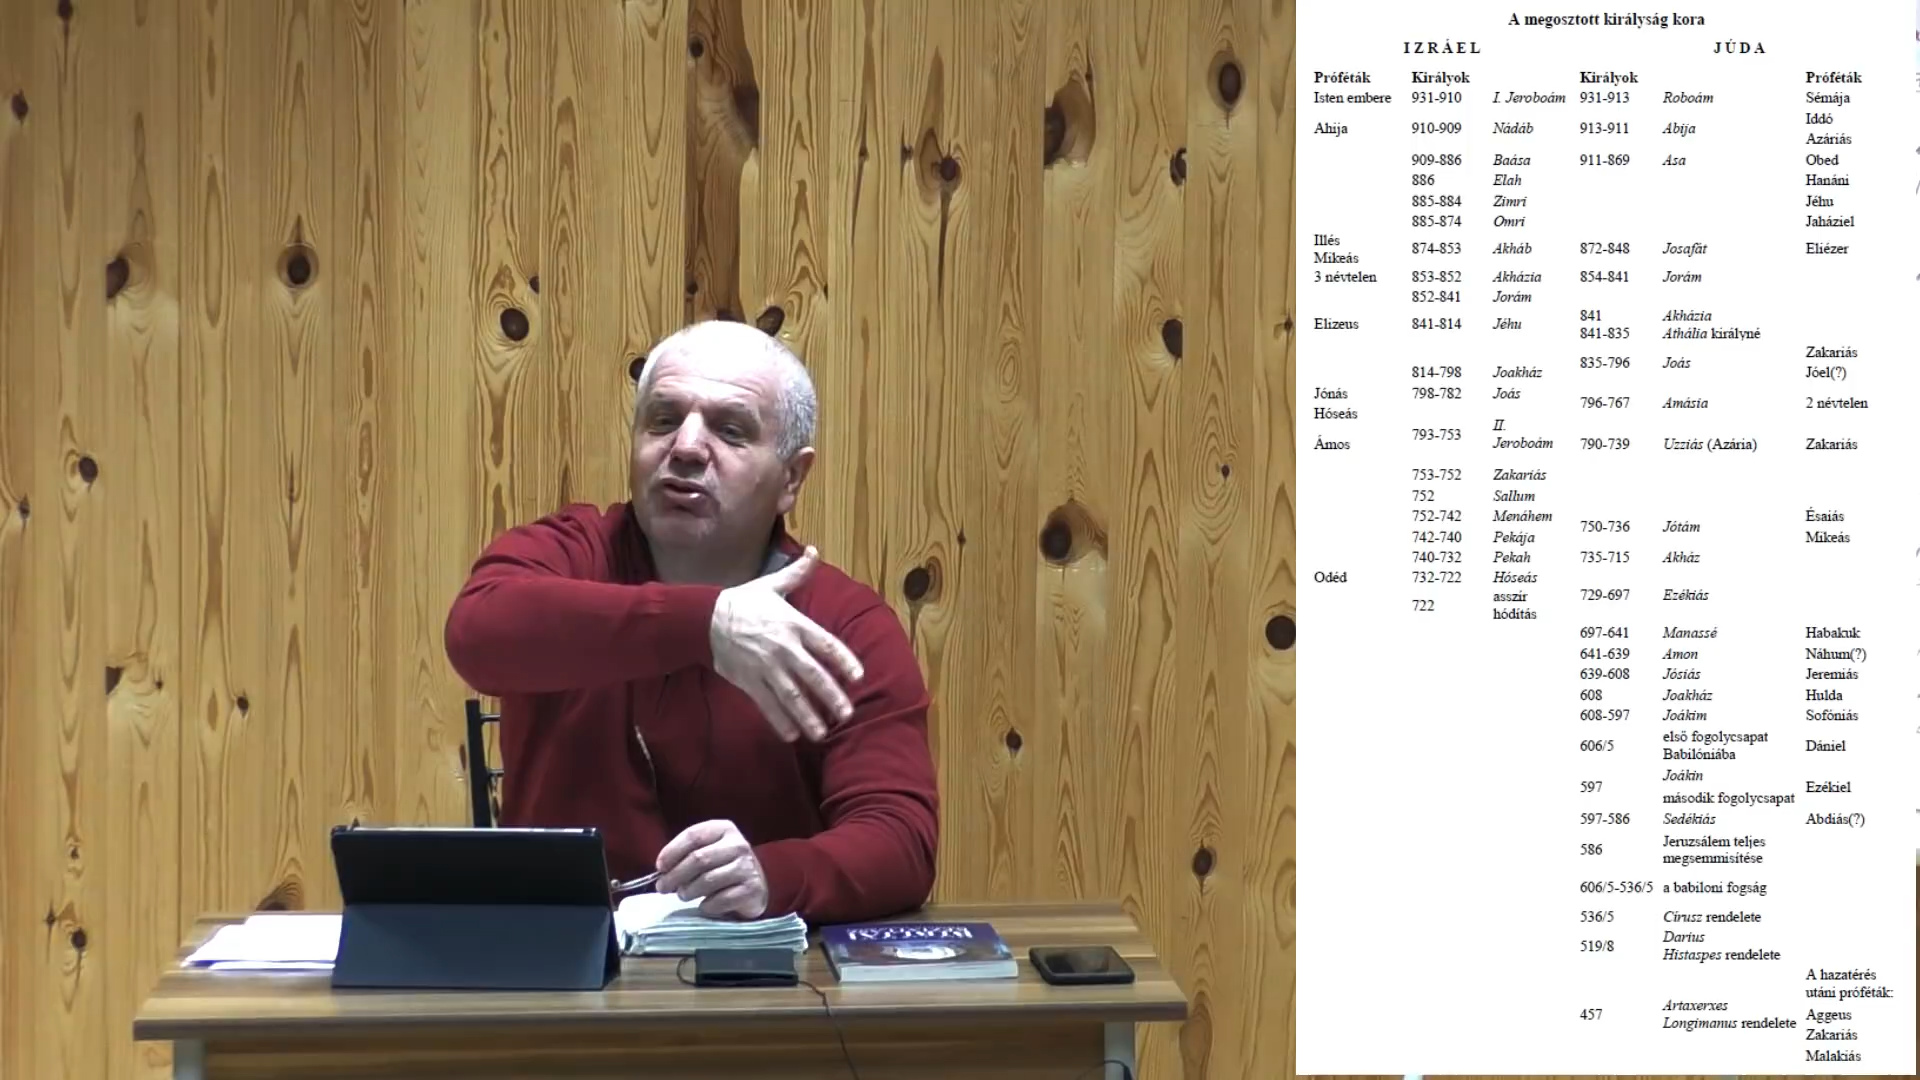 A megosztott királyság kora
IZRÁEL JÚDA
Próféták Királyok Királyok Próféták
Isten embere 931-910 I. Jeroboám 931-913 Roboám Sémája
Iddó
Ahija 910-909 Nádáb 913-911 Abija
Azáriás
909-886 Baása 911-869 Asa Obed
886 Elah Hanáni
885-884 Zimri Jéhu
885-874 Omri Jaháziel
Illés
874-853 Akháb 872-848 Josafát Eliézer
Mikeás
3 névtelen 853-852 Akházia 854-841 Jorám
852-841 Jorám
841 Akházia
Elizeus 841-814 Jéhu
841-835 Athália királyné
Zakariás
835-796 Joás
814-798 Joakház Jóel(?)
Jónás 798-782 Joás
796-767 Amásia 2 névtelen
Hóseás
II.
793-753 Jeroboám
Ámos 790-739 Uzziás (Azária) Zakariás
753-752 Zakariás
752 Sallum
752-742 Menáhem Ésaiás
750-736 Jótám
742-740 Pekája Mikeás
740-732 Pekah 735-715 Akház
Odéd 732-722 Hóseás
729-697 Ezékiás
722 asszír
hódítás
697-641 Manassé Habakuk
641-639 Amon Náhum(?)
639-608 Jósiás Jeremiás
608 Joakház Hulda
608-597 Joákim Sofóniás
606/5 első fogolycsapat
Babilóniába Dániel
Joákin
597 Ezékiel
második fogolycsapat
597-586 Sedékiás Abdiás(?)
586 Jeruzsálem teljes
megsemmisítése
606/5-536/5 a babiloni fogság
536/5 Círusz rendelete
519/8 Darius
Histaspes rendelete
A hazatérés
utáni próféták:
457 Artaxerxes
Longimanus rendelete
Aggeus
Zakariás
Malakiás